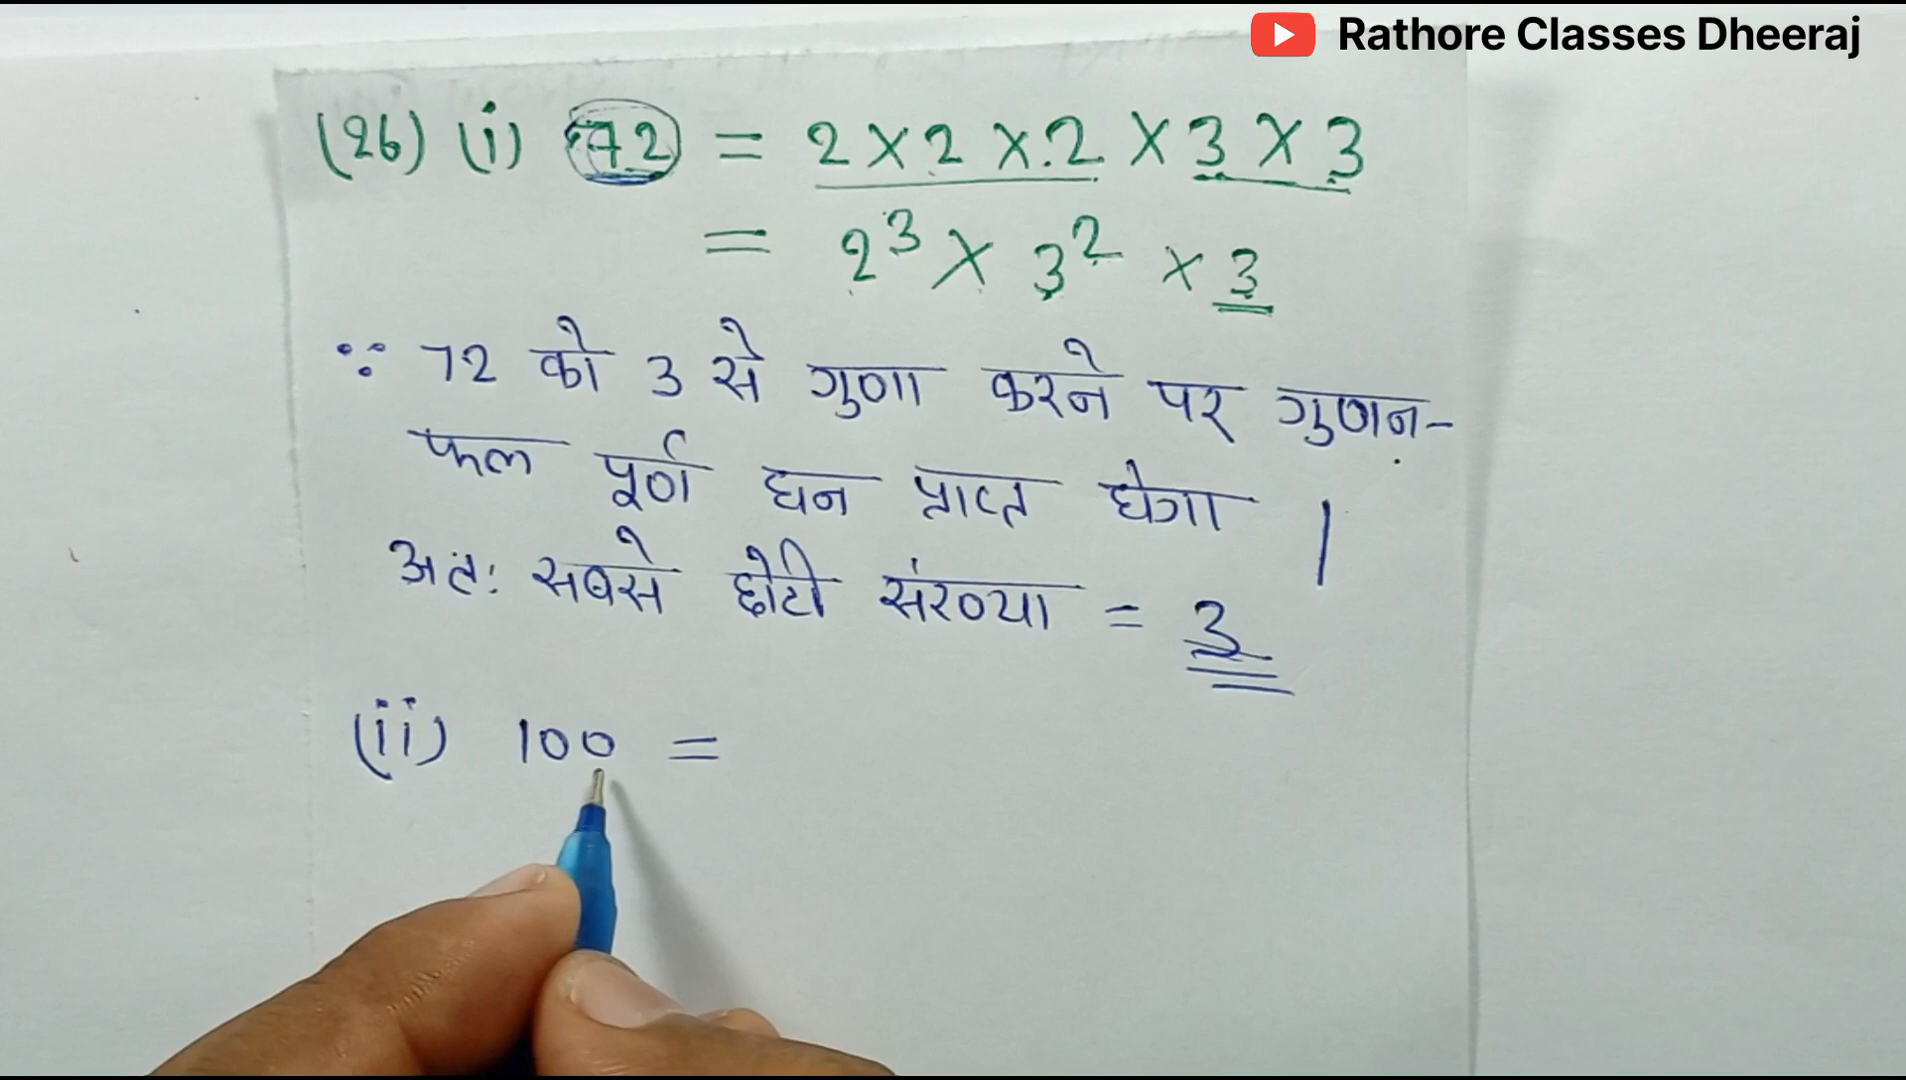 Rathore Classes Dheeraj
(26) (i) 72 = 2 × 2 × 2 × 3 × 3
= 2³ × 3² × 3
∵ 72 को 3 से गुणा करने पर गुणन-
फल पूर्ण घन प्राप्त होगा |
अतः सबसे छोटी संख्या = 3
(ii) 100 =